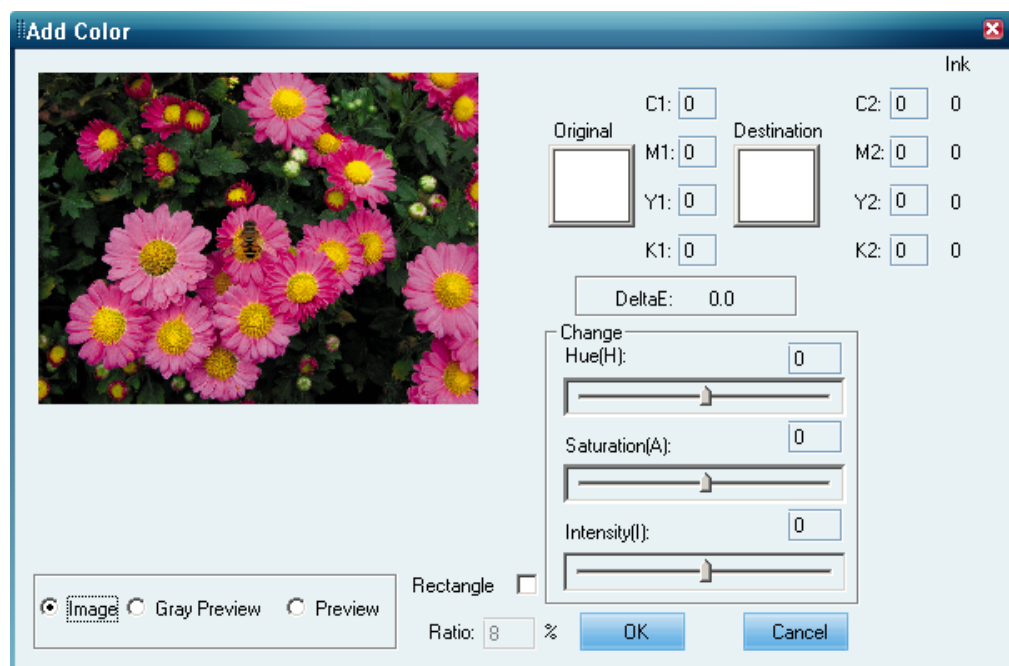 Add Color
Ink
C1: 0
C2: 0 0
Original
Destination
M1: 0
M2: 0 0
Y1: 0
Y2: 0 0
K1: 0
K2: 0 0
DeltaE: 0.0
Change
Hue(H): 0
Saturation(A): 0
Intensity(I): 0
Rectangle
Image Gray Preview Preview
Ratio: 8 %
OK
Cancel